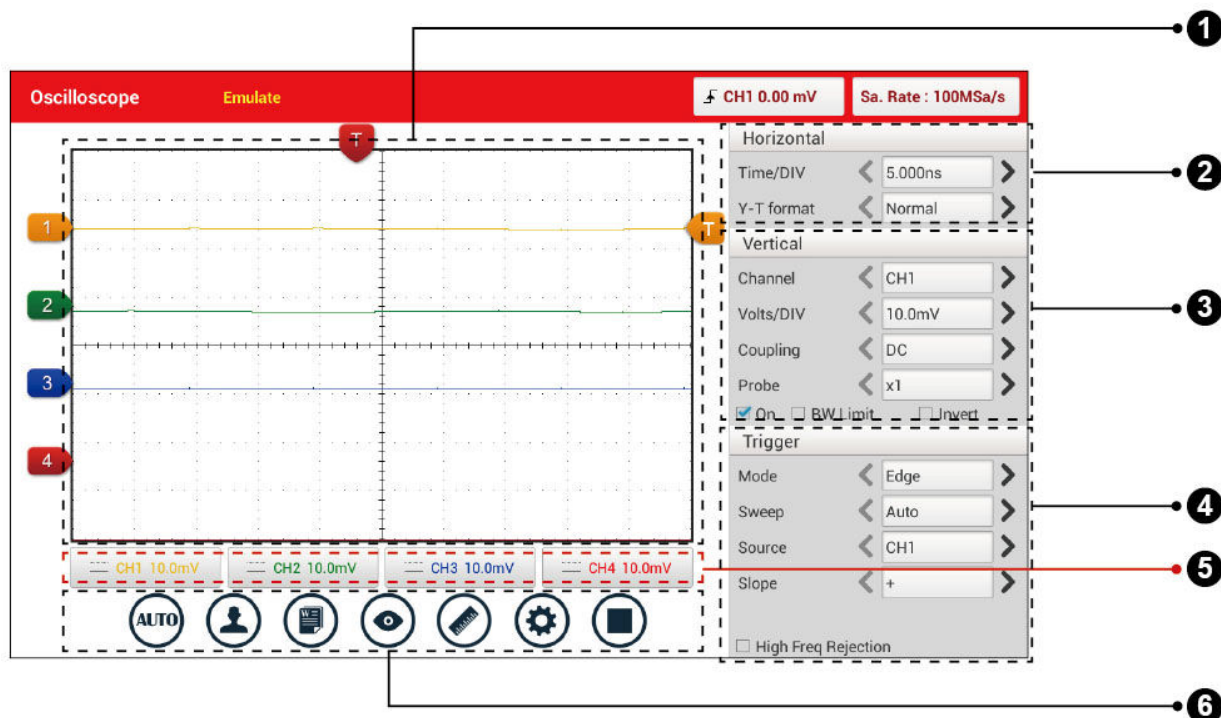 1
Oscilloscope Emulate CH1 0.00 mV Sa. Rate : 100MSa/s
T
Horizontal
Time/DIV 5.000ns
2
Y-T format Normal
1
T
Vertical
Channel CH1
2
Volts/DIV 10.0mV
3
Coupling DC
3
Probe x1
On BW Limit Invert
Trigger
4
Mode Edge
Sweep Auto
4
Source CH1
CH1 10.0mV CH2 10.0mV CH3 10.0mV CH4 10.0mV
5
Slope +
AUTO W
High Freq Rejection
6